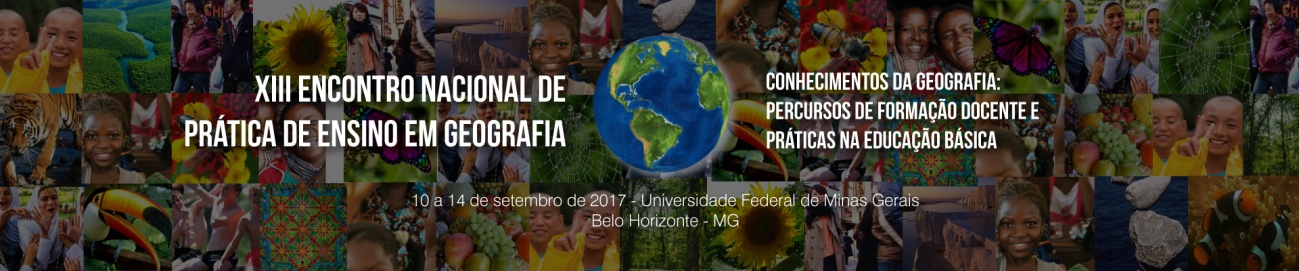 XIII ENCONTRO NACIONAL DE
PRÁTICA DE ENSINO EM GEOGRAFIA
CONHECIMENTOS DA GEOGRAFIA:
PERCURSOS DE FORMAÇÃO DOCENTE E
PRÁTICAS NA EDUCAÇÃO BÁSICA
10 a 14 de setembro de 2017 - Universidade Federal de Minas Gerais
Belo Horizonte - MG